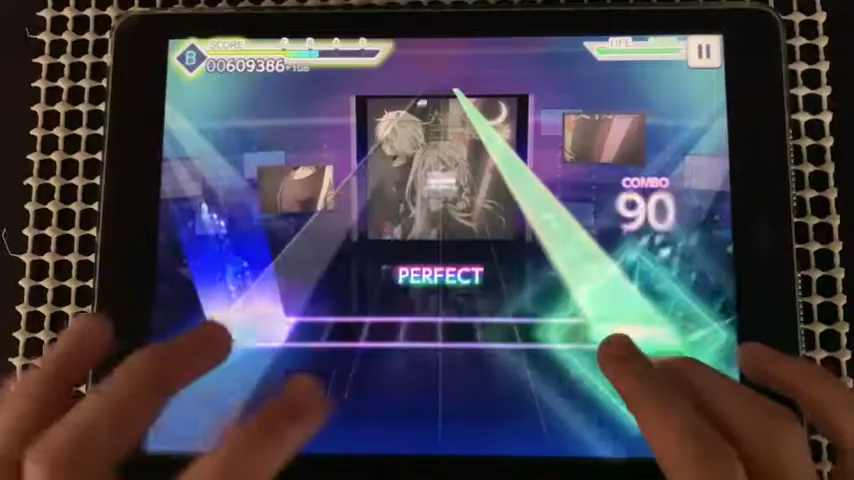 SCORE
C B A S
B
00609386
LIFE
COMBO
90
PERFECT